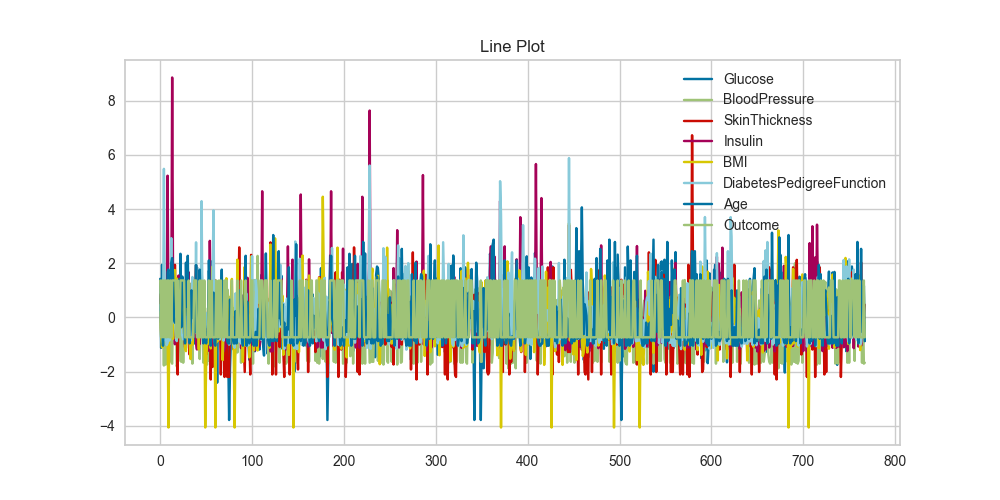 Line Plot
8
6
4
2
0
−2
−4
Glucose
BloodPressure
SkinThickness
Insulin
BMI
DiabetesPedigreeFunction
Age
Outcome
0 100 200 300 400 500 600 700 800